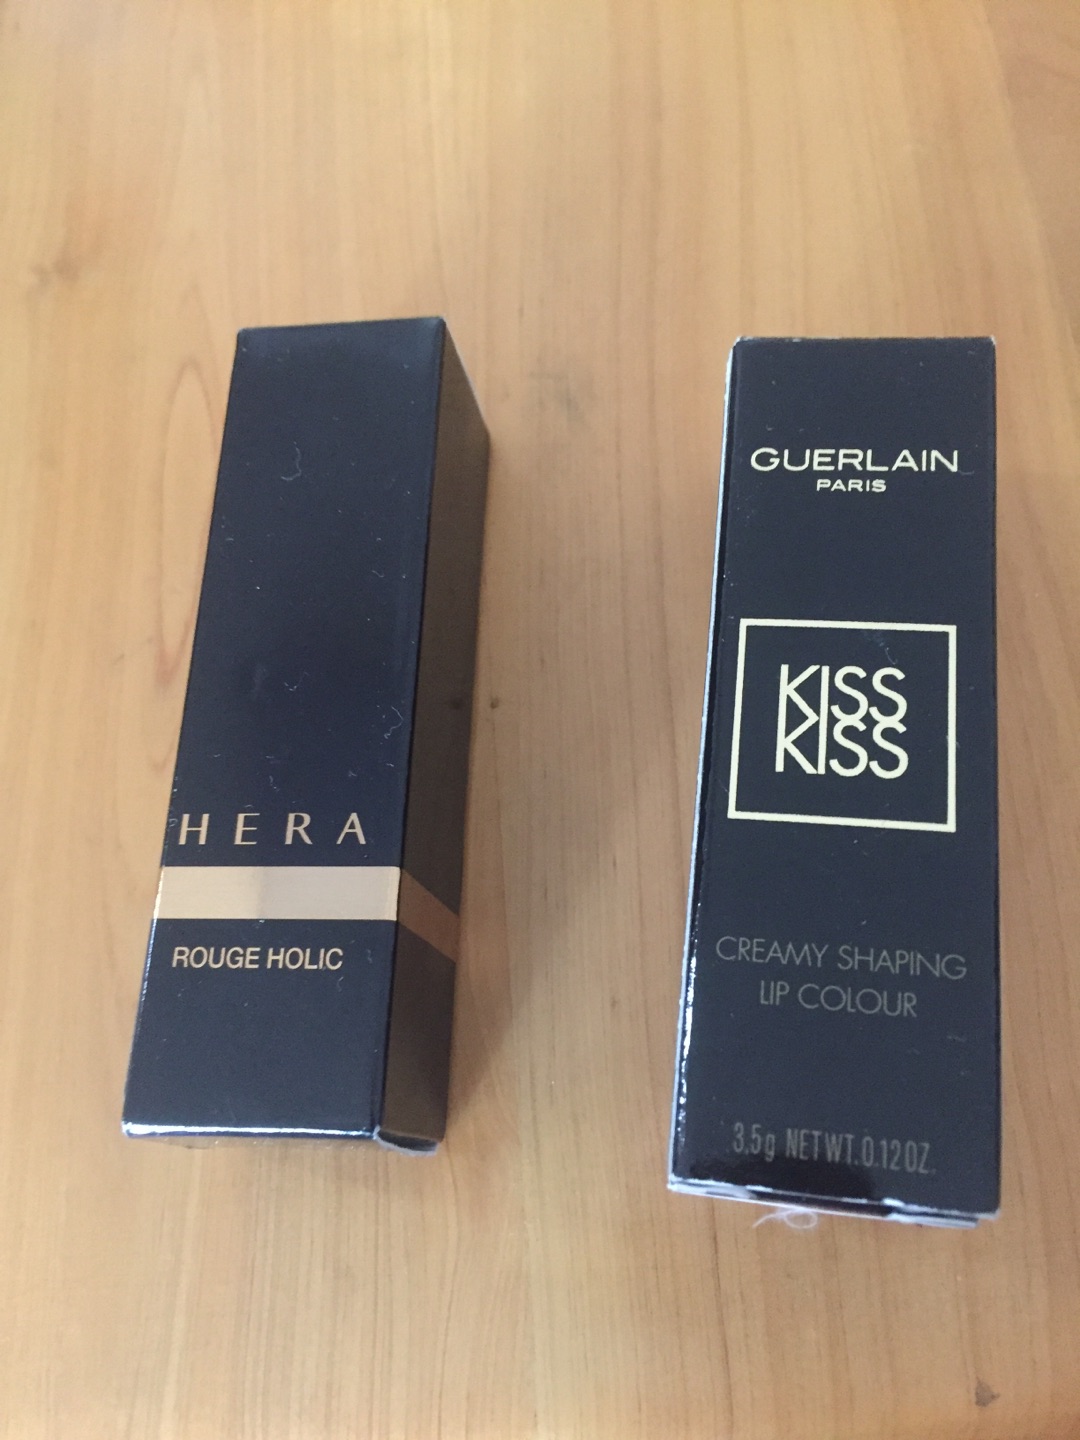 HERA
ROUGE HOLIC
GUERLAIN
PARIS
KISS
KISS
CREAMY SHAPING
LIP COLOUR
3.5g NET WT. 0.12 OZ.